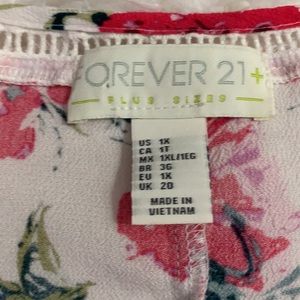 FOREVER 21+
PLUS SIZES
US 1X
CA 1T
MX 1XL/1EG
BR 3G
EU 1X
UK 20
MADE IN
VIETNAM